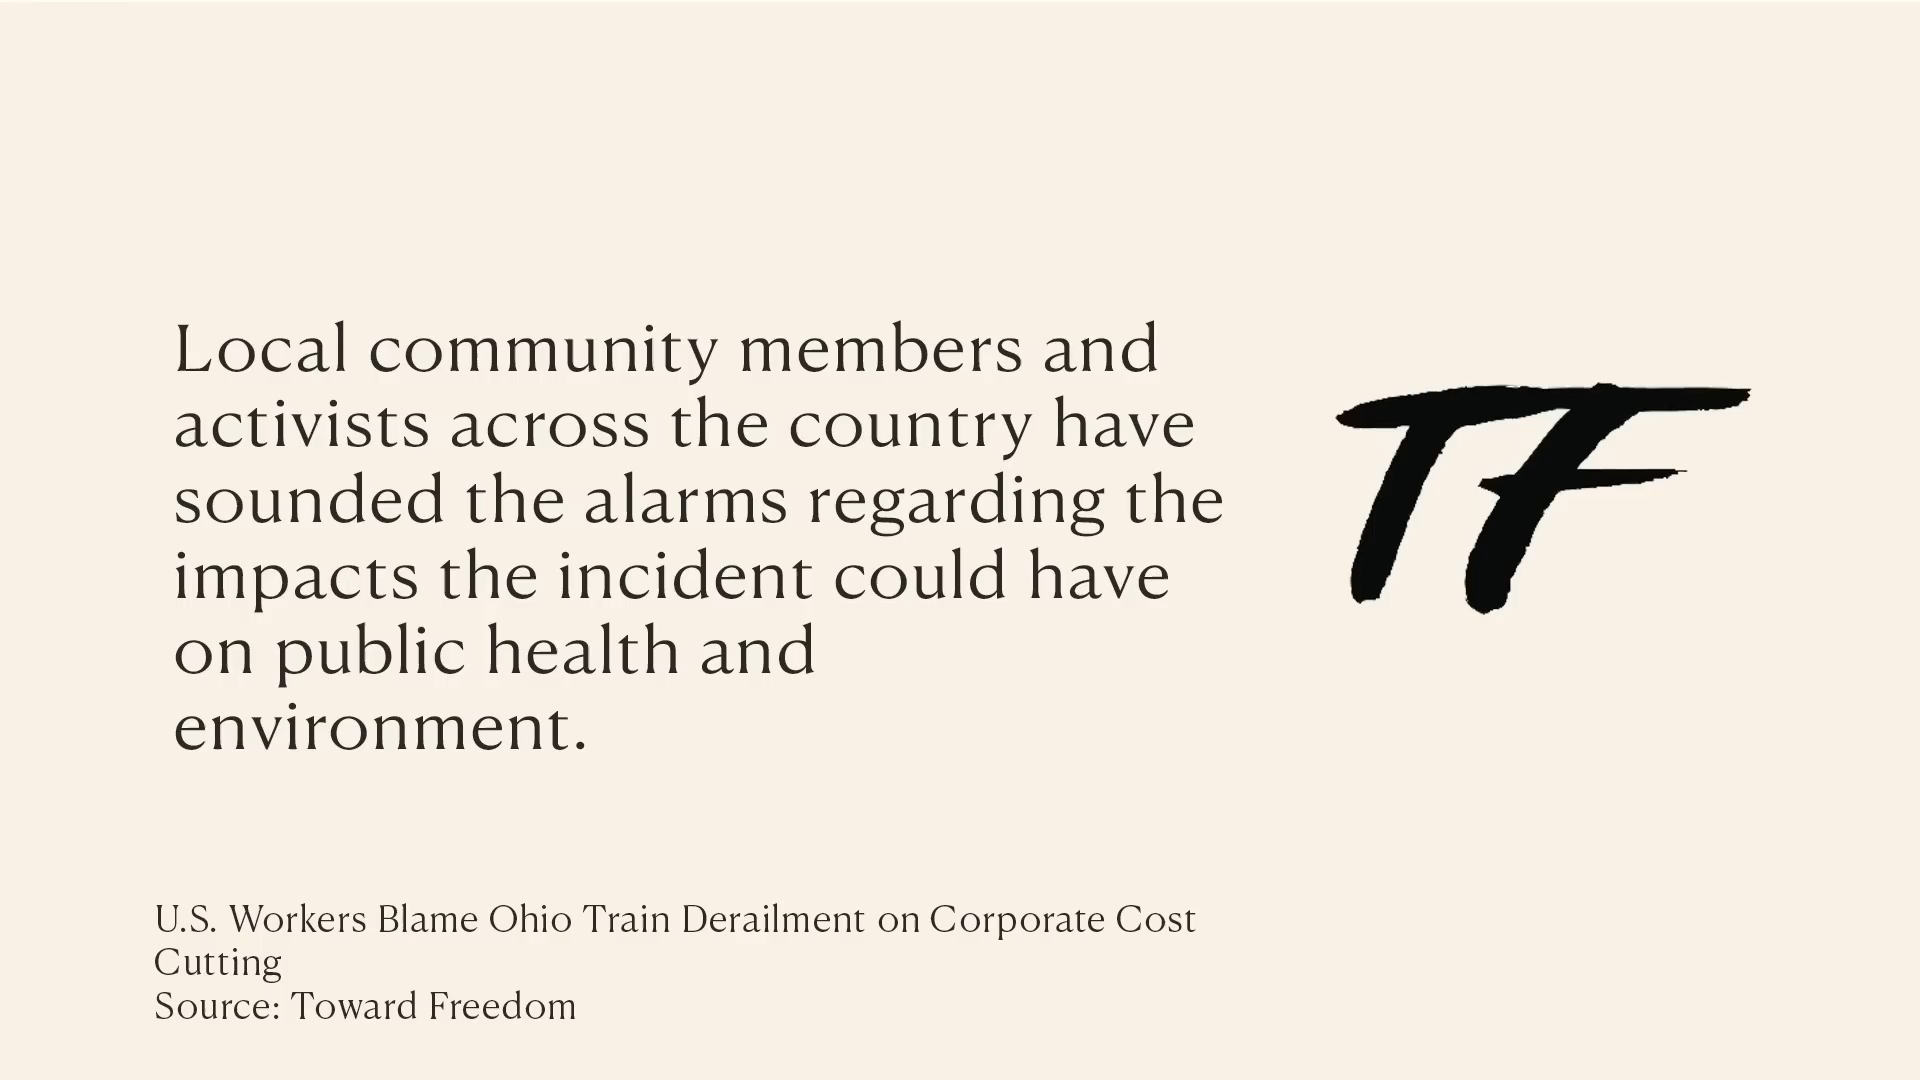 Local community members and
activists across the country have
sounded the alarms regarding the
impacts the incident could have
on public health and
environment.
TF
U.S. Workers Blame Ohio Train Derailment on Corporate Cost
Cutting
Source: Toward Freedom